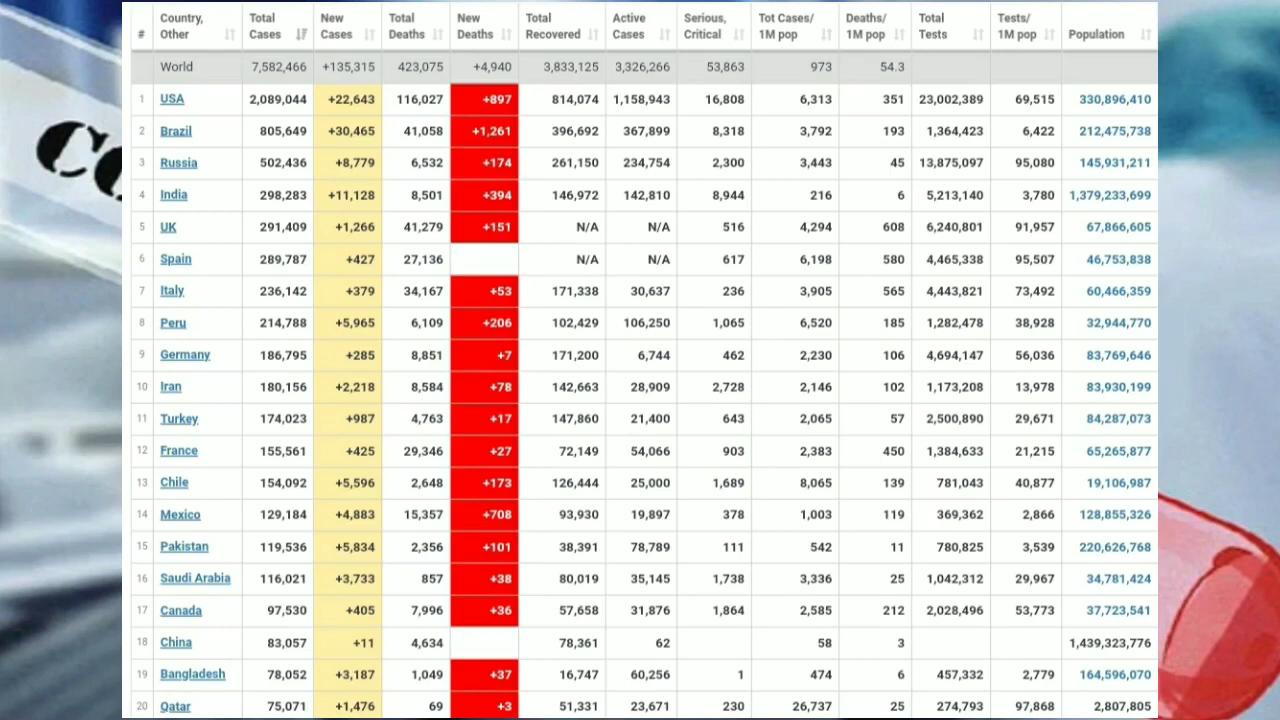 # Country, Other Total Cases New Cases Total Deaths New Deaths Total Recovered Active Cases Serious, Critical Tot Cases/ 1M pop Deaths/ 1M pop Total Tests Tests/ 1M pop Population
World 7,582,466 +135,315 423,075 +4,940 3,833,125 3,326,266 53,863 973 54.3
1 USA 2,089,044 +22,643 116,027 +897 814,074 1,158,943 16,808 6,313 351 23,002,389 69,515 330,896,410
2 Brazil 805,649 +30,465 41,058 +1,261 396,692 367,899 8,318 3,792 193 1,364,423 6,422 212,475,738
3 Russia 502,436 +8,779 6,532 +174 261,150 234,754 2,300 3,443 45 13,875,097 95,080 145,931,211
4 India 298,283 +11,128 8,501 +394 146,972 142,810 8,944 216 6 5,213,140 3,780 1,379,233,699
5 UK 291,409 +1,266 41,279 +151 N/A N/A 516 4,294 608 6,240,801 91,957 67,866,605
6 Spain 289,787 +427 27,136 N/A N/A 617 6,198 580 4,465,338 95,507 46,753,838
7 Italy 236,142 +379 34,167 +53 171,338 30,637 236 3,905 565 4,443,821 73,492 60,466,359
8 Peru 214,788 +5,965 6,109 +206 102,429 106,250 1,065 6,520 185 1,282,478 38,928 32,944,770
9 Germany 186,795 +285 8,851 +7 171,200 6,744 462 2,230 106 4,694,147 56,036 83,769,646
10 Iran 180,156 +2,218 8,584 +78 142,663 28,909 2,728 2,146 102 1,173,208 13,978 83,930,199
11 Turkey 174,023 +987 4,763 +17 147,860 21,400 643 2,065 57 2,500,890 29,671 84,287,073
12 France 155,561 +425 29,346 +27 72,149 54,066 903 2,383 450 1,384,633 21,215 65,265,877
13 Chile 154,092 +5,596 2,648 +173 126,444 25,000 1,689 8,065 139 781,043 40,877 19,106,987
14 Mexico 129,184 +4,883 15,357 +708 93,930 19,897 378 1,003 119 369,362 2,866 128,855,326
15 Pakistan 119,536 +5,834 2,356 +101 38,391 78,789 111 542 11 780,825 3,539 220,626,768
16 Saudi Arabia 116,021 +3,733 857 +38 80,019 35,145 1,738 3,336 25 1,042,312 29,967 34,781,424
17 Canada 97,530 +405 7,996 +36 57,658 31,876 1,864 2,585 212 2,028,496 53,773 37,723,541
18 China 83,057 +11 4,634 78,361 62 58 3 1,439,323,776
19 Bangladesh 78,052 +3,187 1,049 +37 16,747 60,256 1 474 6 457,332 2,779 164,596,070
20 Qatar 75,071 +1,476 69 +3 51,331 23,671 230 26,737 25 274,793 97,868 2,807,805